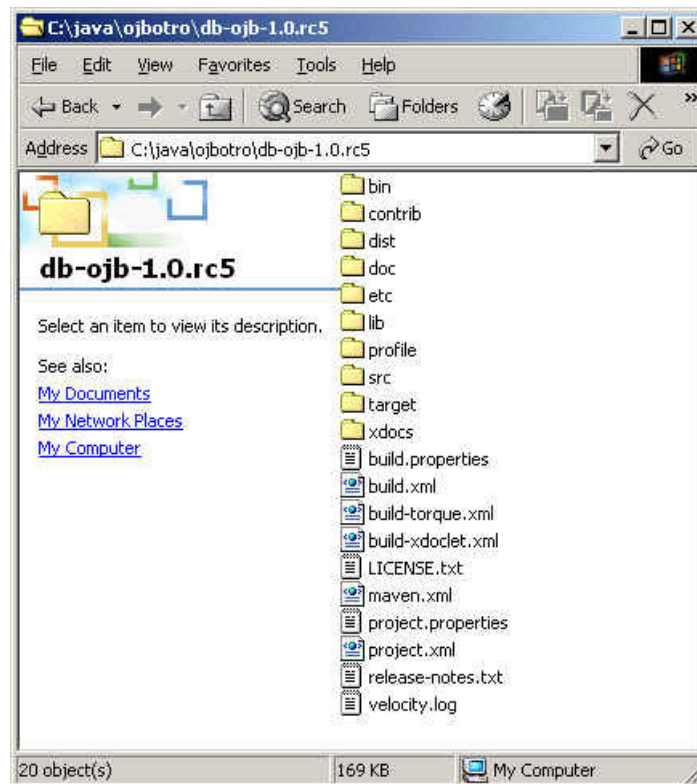 C:\java\ojbotro\db-ojb-1.0.rc5
File Edit View Favorites Tools Help
Back Search Folders »
Address C:\java\ojbotro\db-ojb-1.0.rc5 Go
db-ojb-1.0.rc5
Select an item to view its description.
See also:
My Documents
My Network Places
My Computer
bin
contrib
dist
doc
etc
lib
profile
src
target
xdocs
build.properties
build.xml
build-torque.xml
build-xdoclet.xml
LICENSE.txt
maven.xml
project.properties
project.xml
release-notes.txt
velocity.log
20 object(s) 169 KB My Computer